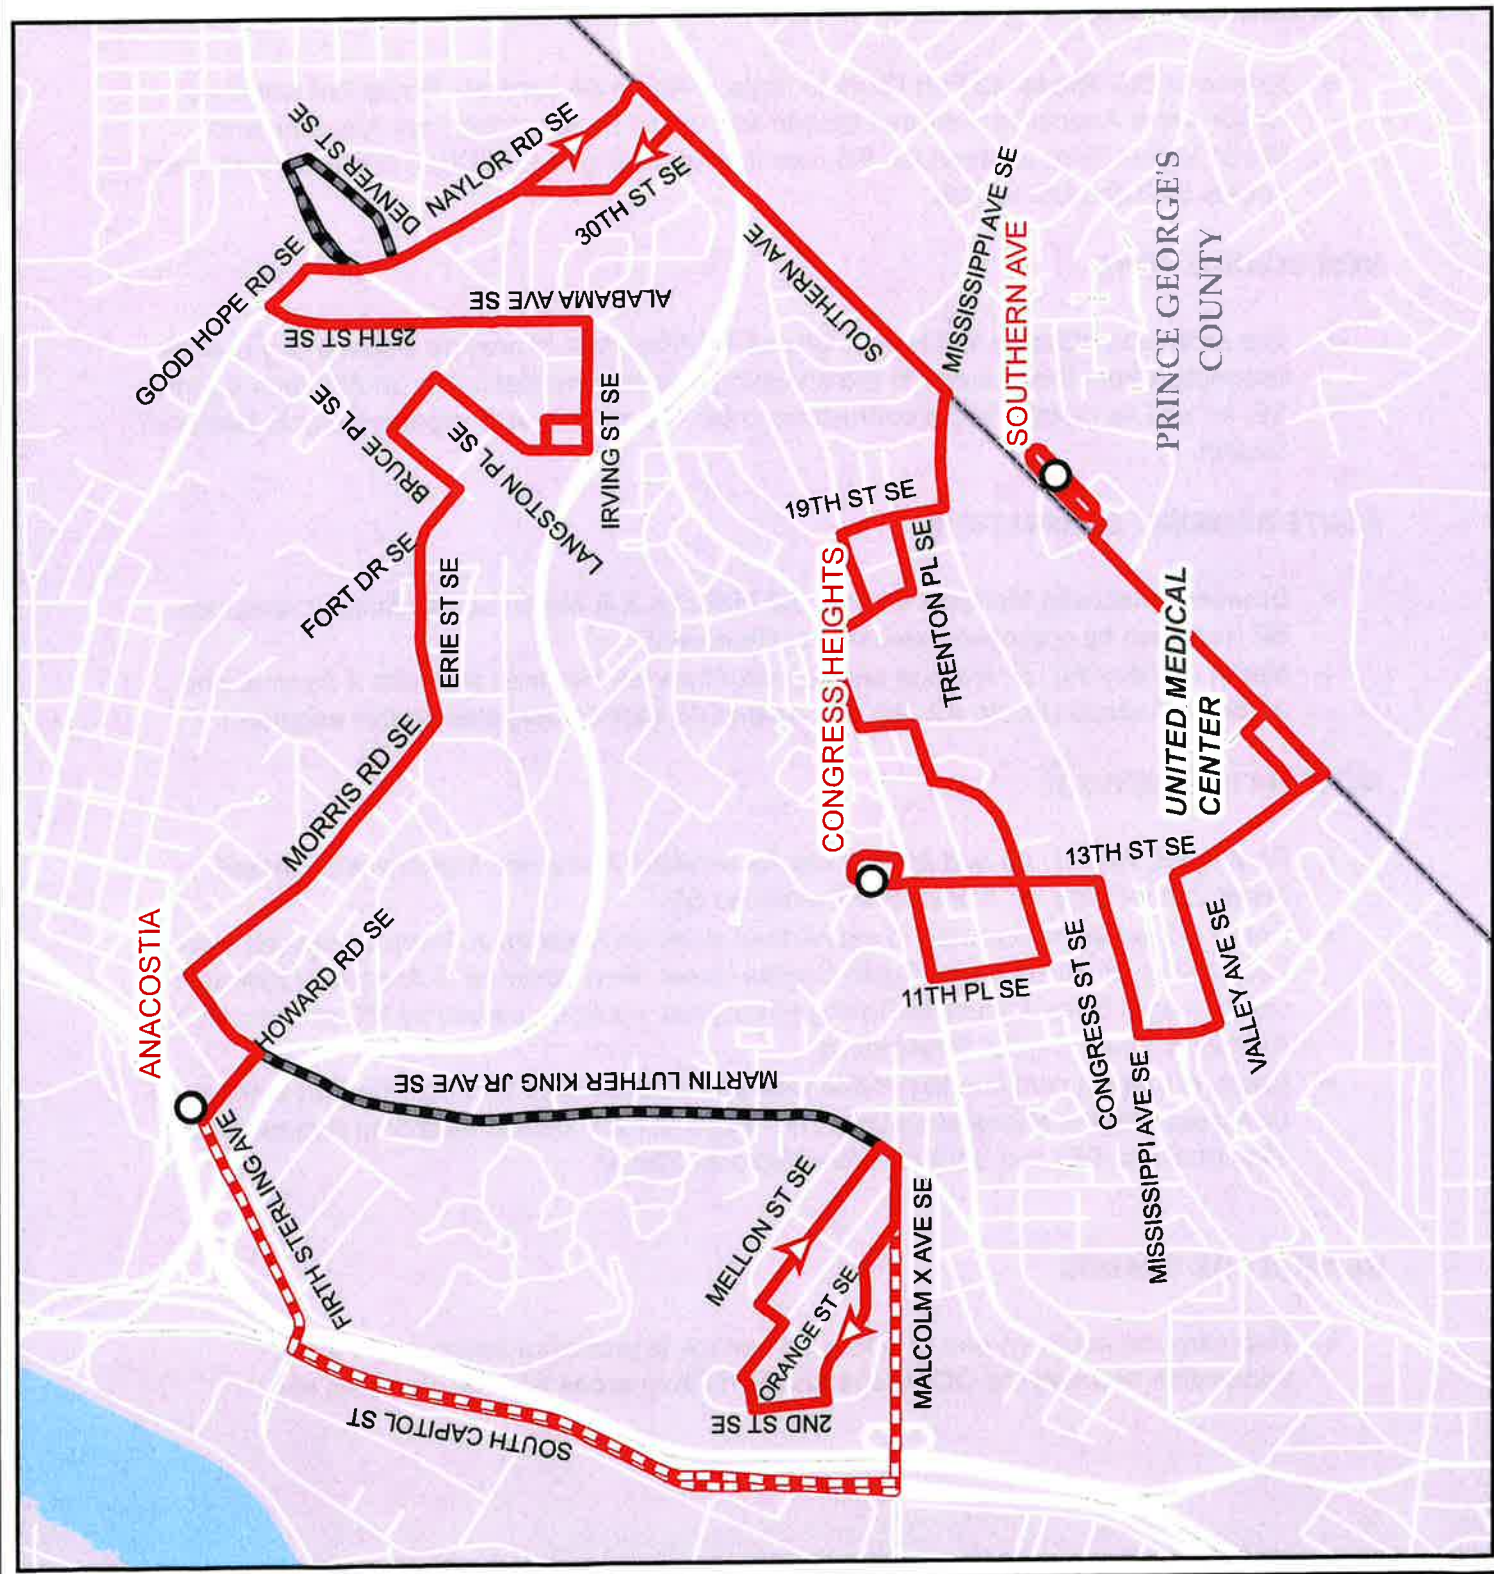 DENVER ST SE
NAYLOR RD SE
GOOD HOPE RD SE
30TH ST SE
25TH ST SE
ALABAMA AVE SE
SOUTHERN AVE
MISSISSIPPI AVE SE
PRINCE GEORGE'S
COUNTY
SOUTHERN AVE
BRUCE PL SE
LANGSTON PL SE
IRVING ST SE
19TH ST SE
FORT DR SE
ERIE ST SE
TRENTON PL SE
CONGRESS HEIGHTS
UNITED MEDICAL
CENTER
MORRIS RD SE
13TH ST SE
ANACOSTIA
HOWARD RD SE
11TH PL SE
CONGRESS ST SE
VALLEY AVE SE
MISSISSIPPI AVE SE
MARTIN LUTHER KING JR AVE SE
FIRTH STERLING AVE
MELLON ST SE
ORANGE ST SE
MALCOLM X AVE SE
2ND ST SE
SOUTH CAPITOL ST